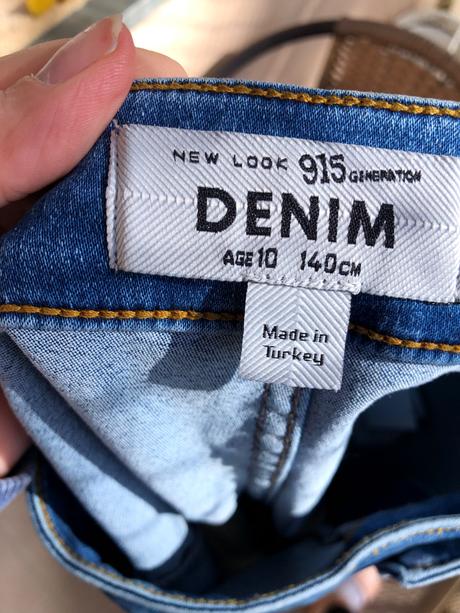 NEW LOOK 915 GENERATION
DENIM
AGE 10 140CM
Made in
Turkey